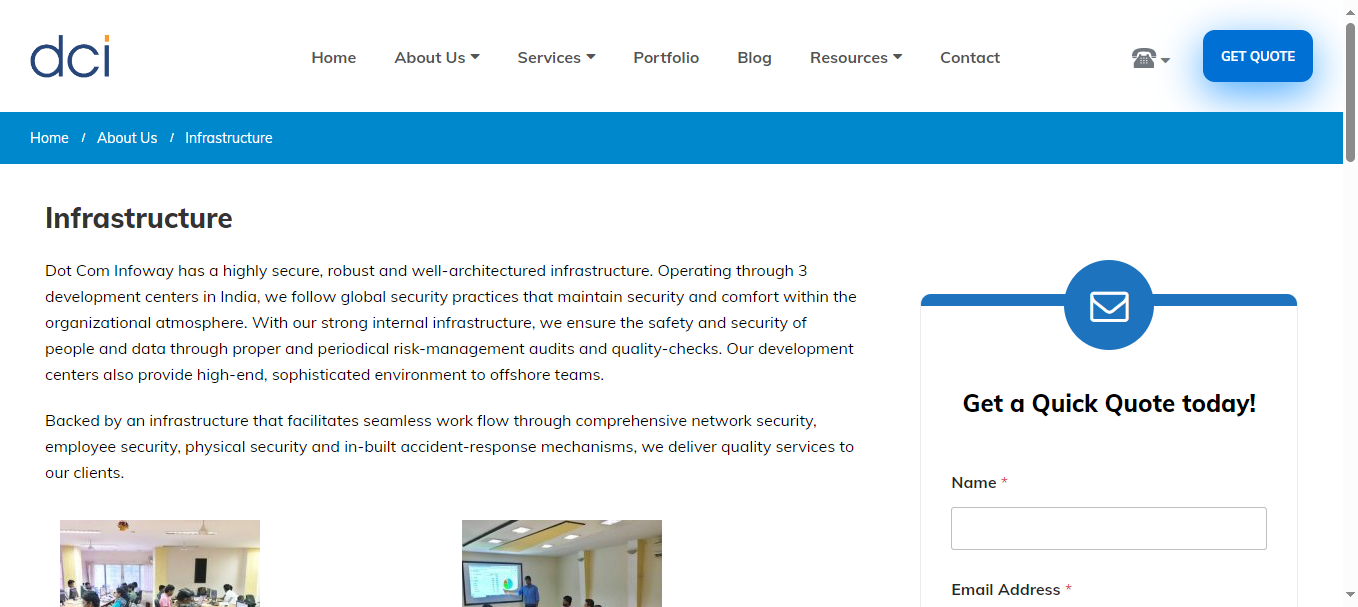 dci
Home
About Us
Services
Portfolio
Blog
Resources
Contact
GET QUOTE
Home / About Us / Infrastructure
Infrastructure
Dot Com Infoway has a highly secure, robust and well-architectured infrastructure. Operating through 3
development centers in India, we follow global security practices that maintain security and comfort within the
organizational atmosphere. With our strong internal infrastructure, we ensure the safety and security of
people and data through proper and periodical risk-management audits and quality-checks. Our development
centers also provide high-end, sophisticated environment to offshore teams.
Backed by an infrastructure that facilitates seamless work flow through comprehensive network security,
employee security, physical security and in-built accident-response mechanisms, we deliver quality services to
our clients.
Get a Quick Quote today!
Name *
Email Address *